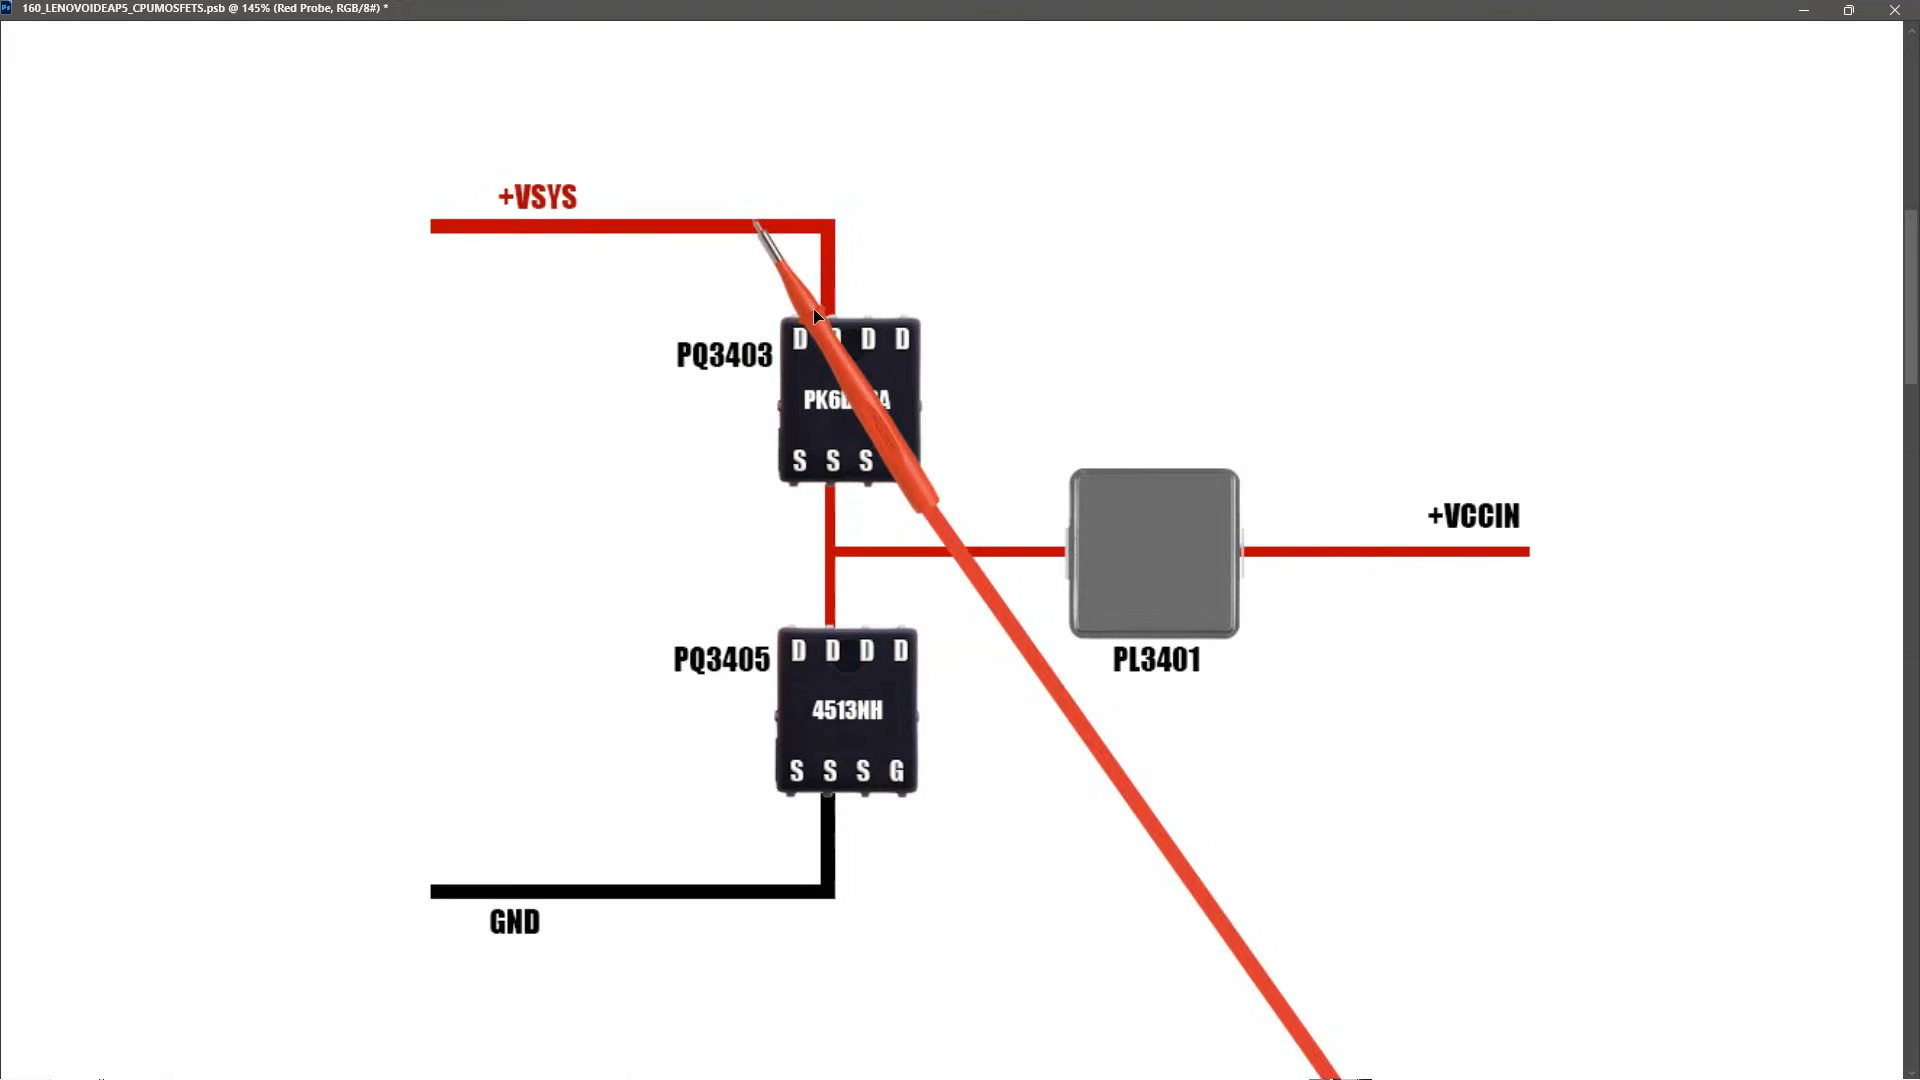 160_LENOVOIDEAP5_CPUMOSFETS.psb @ 145% (Red Probe, RGB/8#) *
+VSYS
PQ3403
D D D
S S S
+VCCIN
PL3401
PQ3405
D D D D
4513NH
S S S G
GND